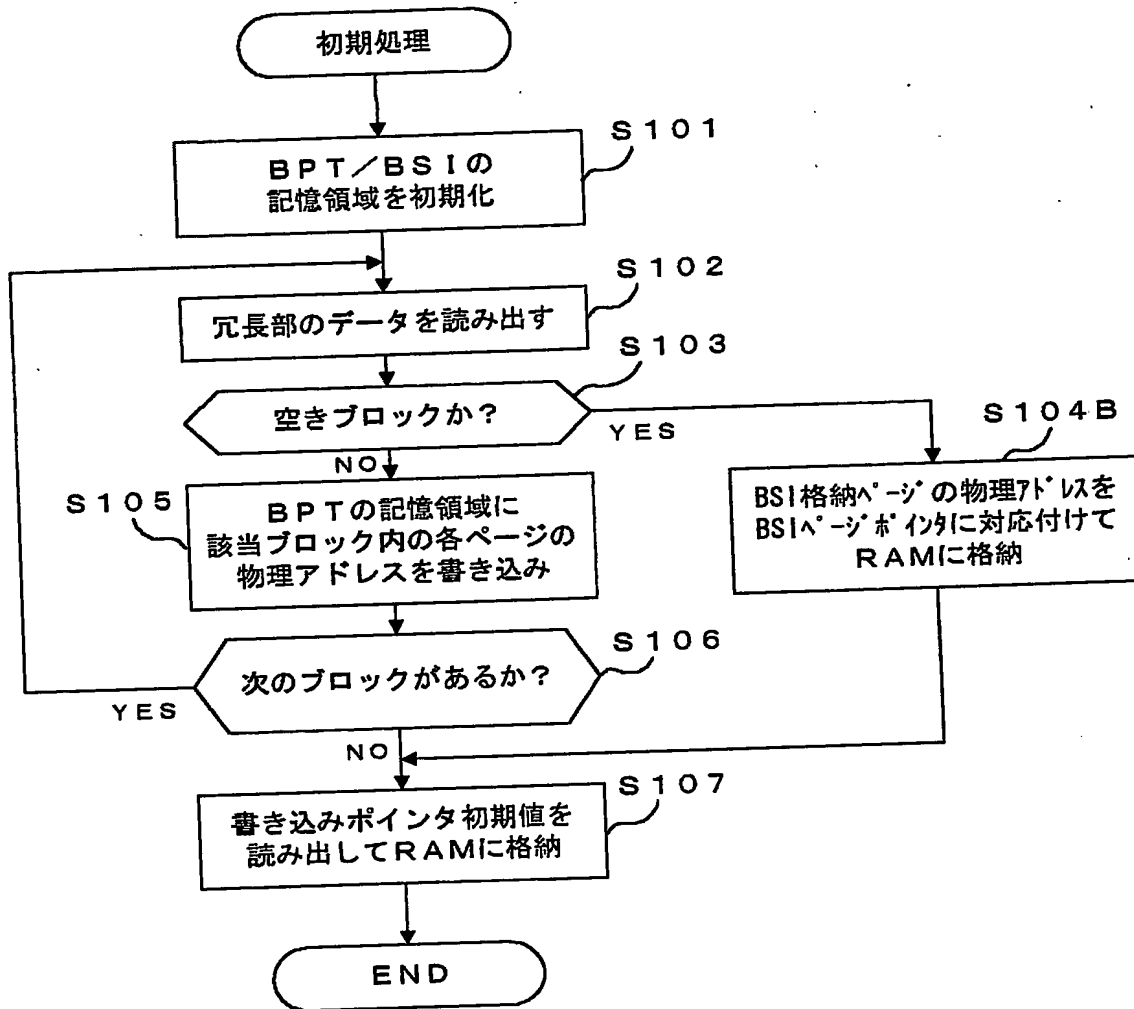 初期処理
S101
BPT/BSIの
記憶領域を初期化
S102
冗長部のデータを読み出す
S103
空きブロックか?
YES
NO
S104B
BSI格納ページの物理アドレスを
BSIページポインタに対応付けて
RAMに格納
S105
BPTの記憶領域に
該当ブロック内の各ページの
物理アドレスを書き込み
S106
次のブロックがあるか?
YES
NO
S107
書き込みポインタ初期値を
読み出してRAMに格納
END